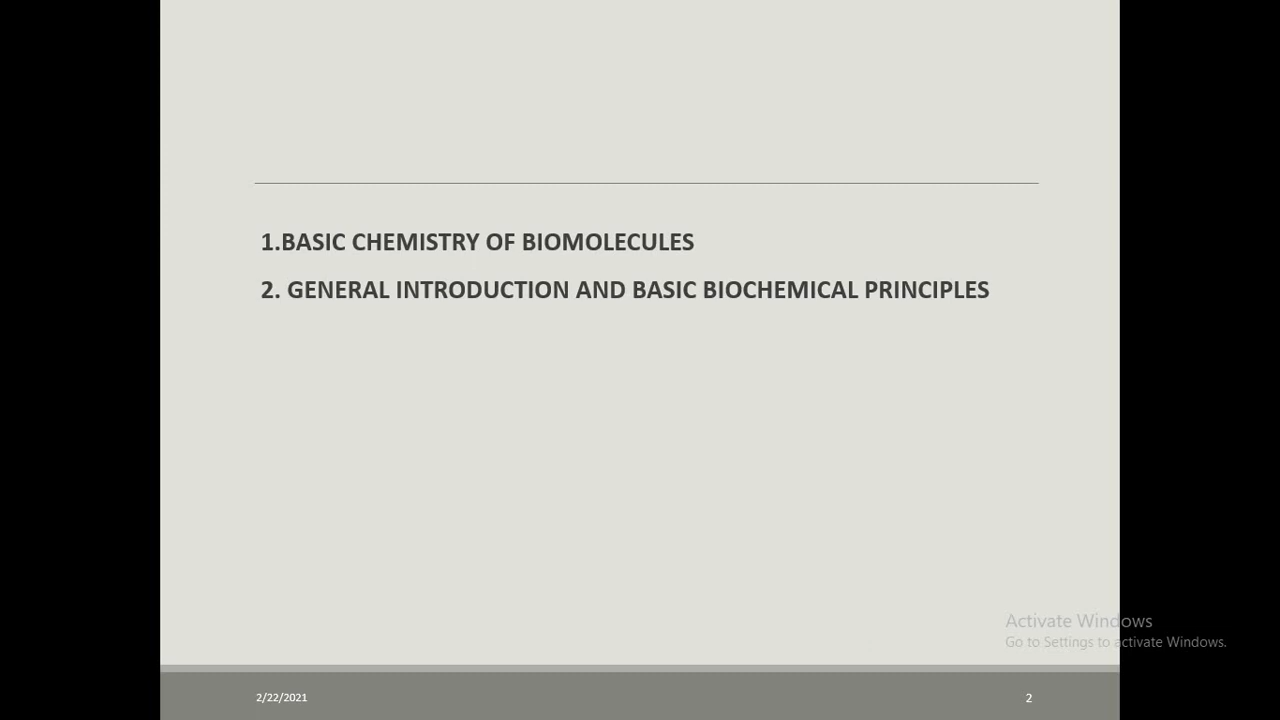 1.BASIC CHEMISTRY OF BIOMOLECULES
2. GENERAL INTRODUCTION AND BASIC BIOCHEMICAL PRINCIPLES
Activate Windows
Go to Settings to activate Windows.
2/22/2021
2